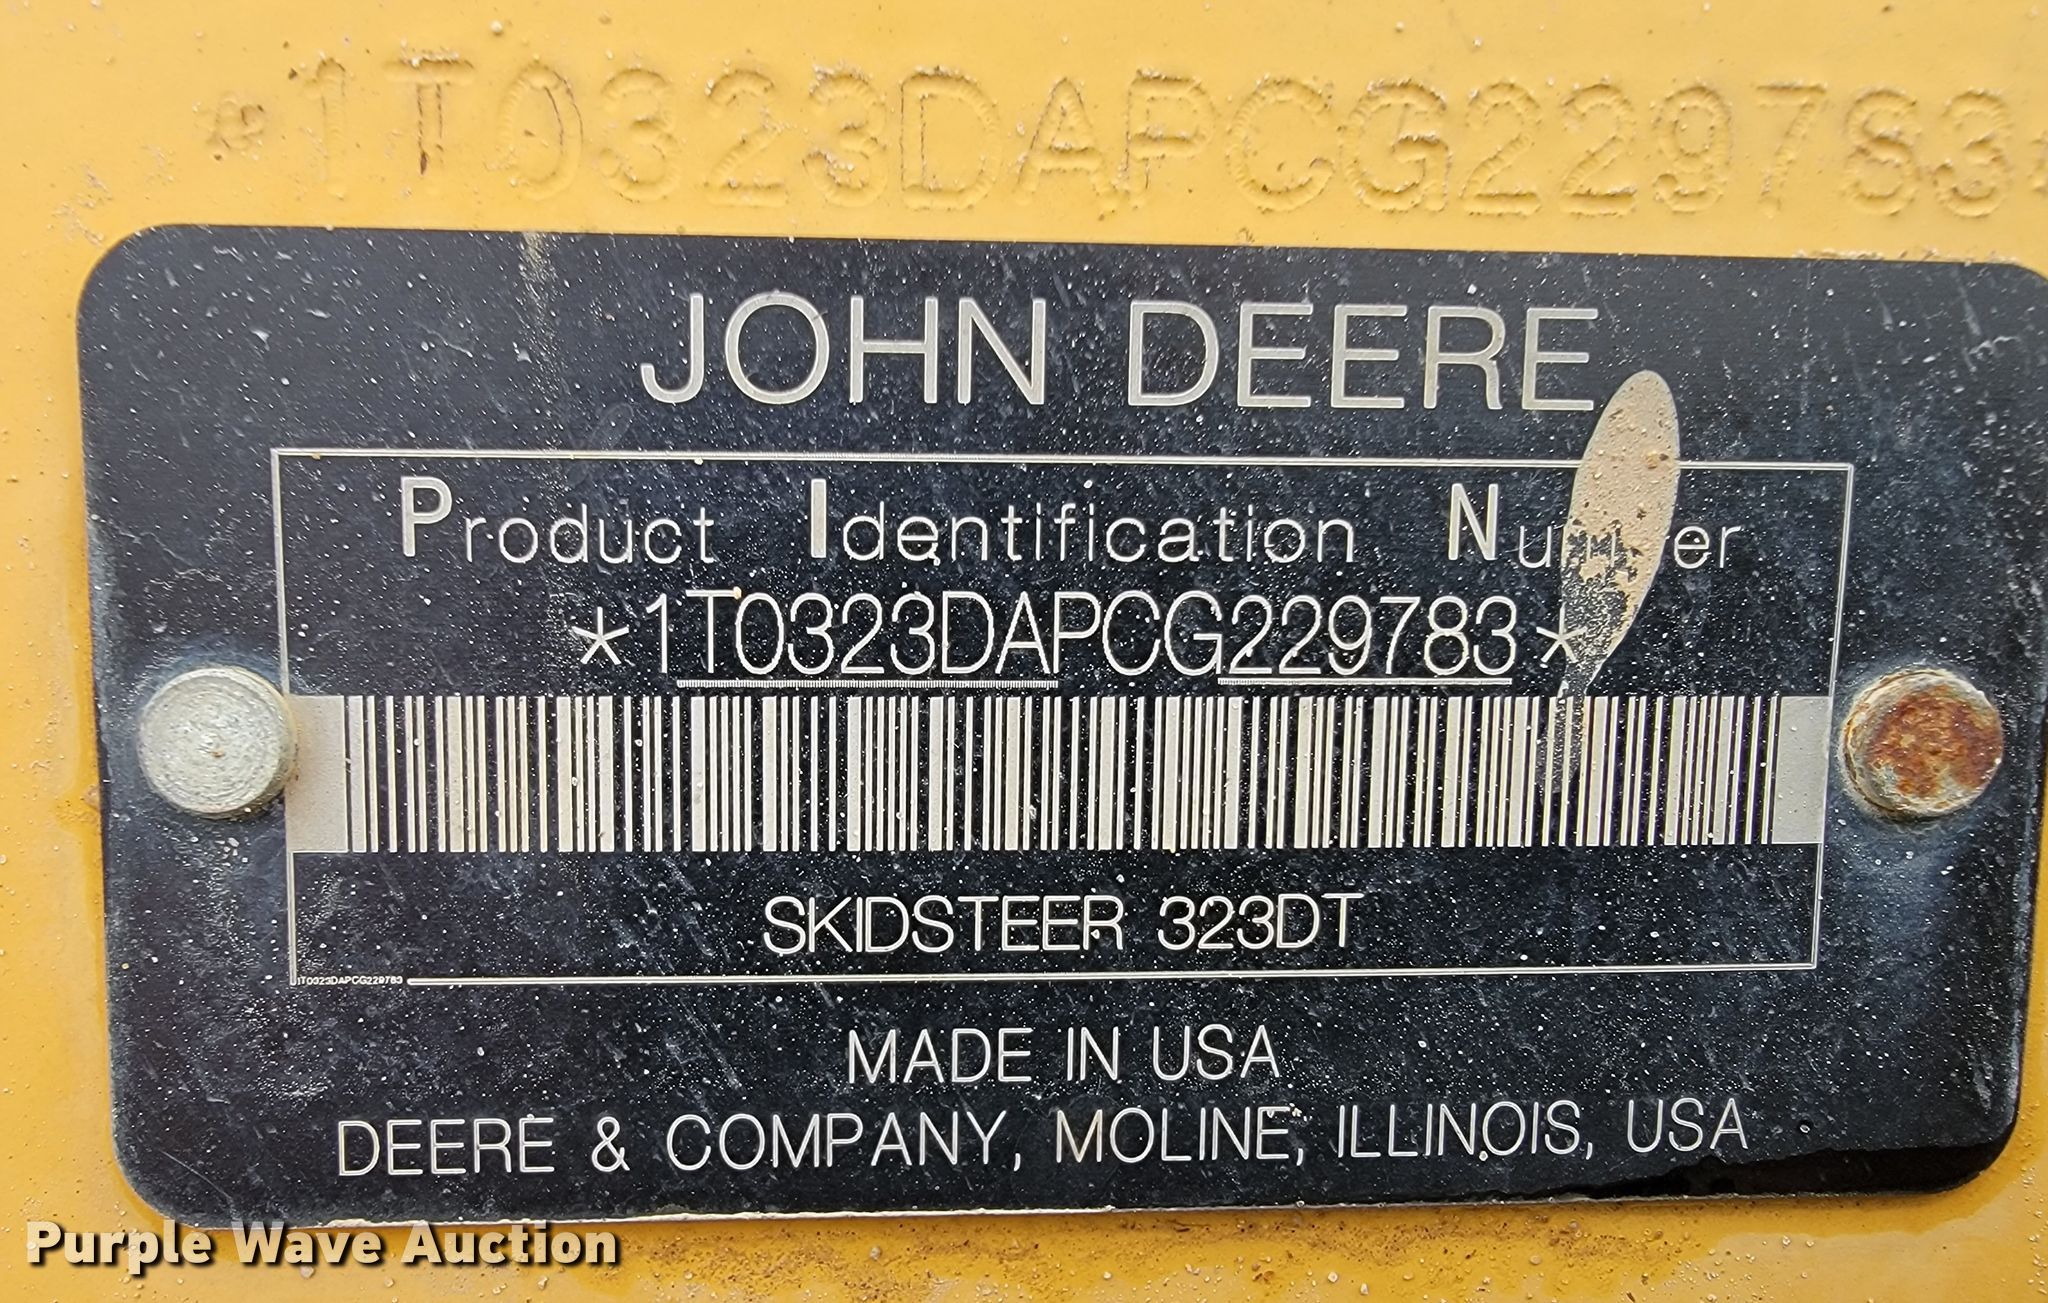 *1T0323DAPCG229783*
JOHN DEERE
Product Identification
*1T0323DAPCG229783*
SKIDSTEER 323DT
1T0323DAPCG229783
MADE IN USA
DEERE & COMPANY, MOLINE, ILLINOIS, USA
Purple Wave Auction